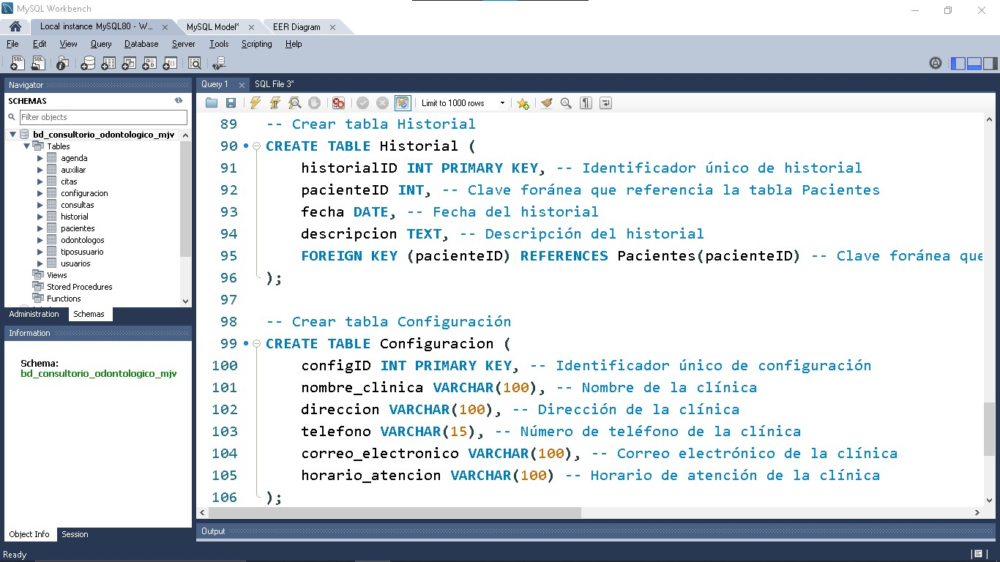 MySQL Workbench
Local instance MySQL80 - W...
MySQL Model*
EER Diagram
File Edit View Query Database Server Tools Scripting Help
Navigator
SCHEMAS
Filter objects
bd_consultorio_odontologico_mjv
Tables
agenda
auxiliar
citas
configuracion
consultas
historial
pacientes
odontologos
tiposusuario
usuarios
Views
Stored Procedures
Functions
Administration Schemas
Information
Schema:
bd_consultorio_odontologico_mjv
Object Info Session
Query 1 SQL File 3*
Limit to 1000 rows
89 -- Crear tabla Historial
90 CREATE TABLE Historial (
91 historialID INT PRIMARY KEY, -- Identificador único de historial
92 pacienteID INT, -- Clave foránea que referencia la tabla Pacientes
93 fecha DATE, -- Fecha del historial
94 descripcion TEXT, -- Descripción del historial
95 FOREIGN KEY (pacienteID) REFERENCES Pacientes(pacienteID) -- Clave foránea que
96 );
97
98 -- Crear tabla Configuración
99 CREATE TABLE Configuracion (
100 configID INT PRIMARY KEY, -- Identificador único de configuración
101 nombre_clinica VARCHAR(100), -- Nombre de la clínica
102 direccion VARCHAR(100), -- Dirección de la clínica
103 telefono VARCHAR(15), -- Número de teléfono de la clínica
104 correo_electronico VARCHAR(100), -- Correo electrónico de la clínica
105 horario_atencion VARCHAR(100) -- Horario de atención de la clínica
106 );
Output
Ready